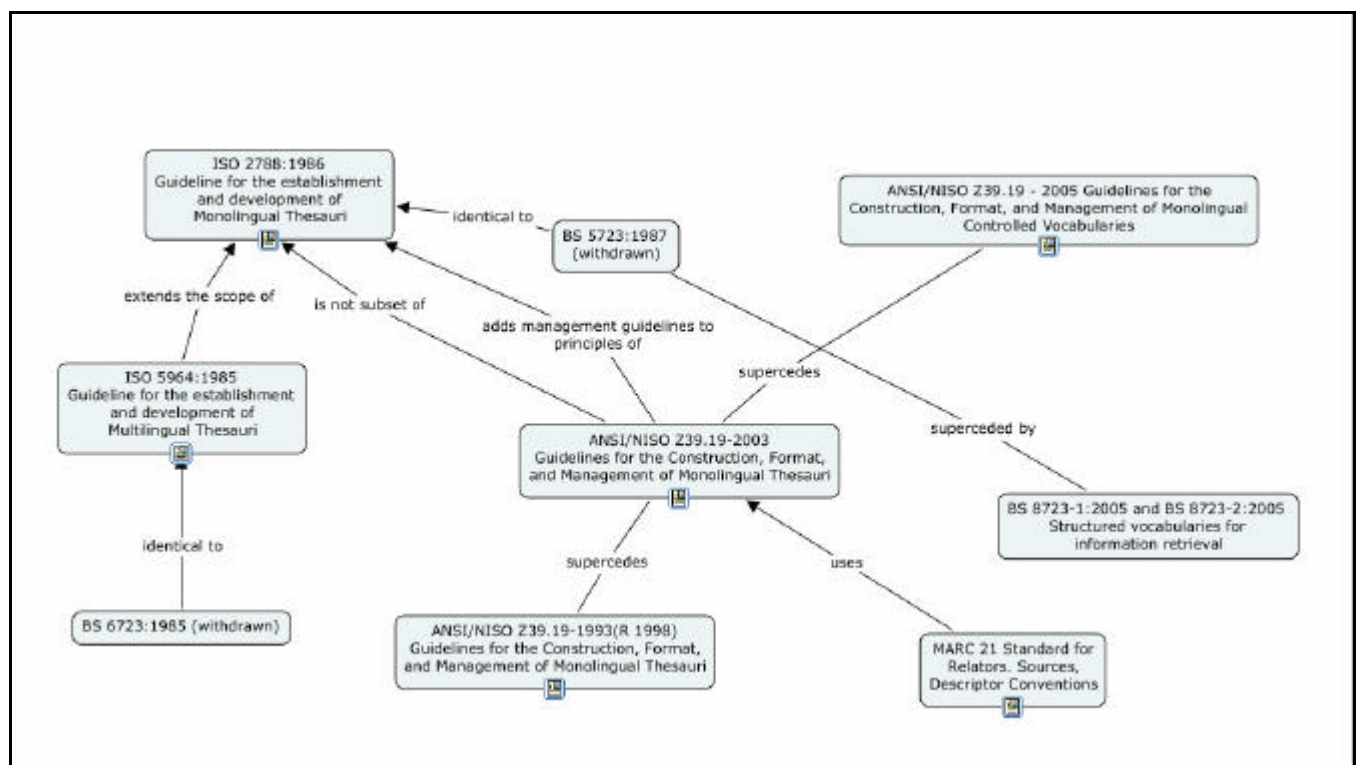 ISO 2788:1986
Guideline for the establishment
and development of
Monolingual Thesauri
identical to
BS 5723:1987
(withdrawn)
ANSI/NISO Z39.19 - 2005 Guidelines for the
Construction, Format, and Management of Monolingual
Controlled Vocabularies
extends the scope of
is not subset of
adds management guidelines to
principles of
supercedes
ISO 5964:1985
Guideline for the establishment
and development of
Multilingual Thesauri
ANSI/NISO Z39.19-2003
Guidelines for the Construction, Format,
and Management of Monolingual Thesauri
superceded by
BS 8723-1:2005 and BS 8723-2:2005
Structured vocabularies for
information retrieval
identical to
supercedes
uses
BS 6723:1985 (withdrawn)
ANSI/NISO Z39.19-1993(R 1998)
Guidelines for the Construction, Format,
and Management of Monolingual Thesauri
MARC 21 Standard for
Relators. Sources,
Descriptor Conventions